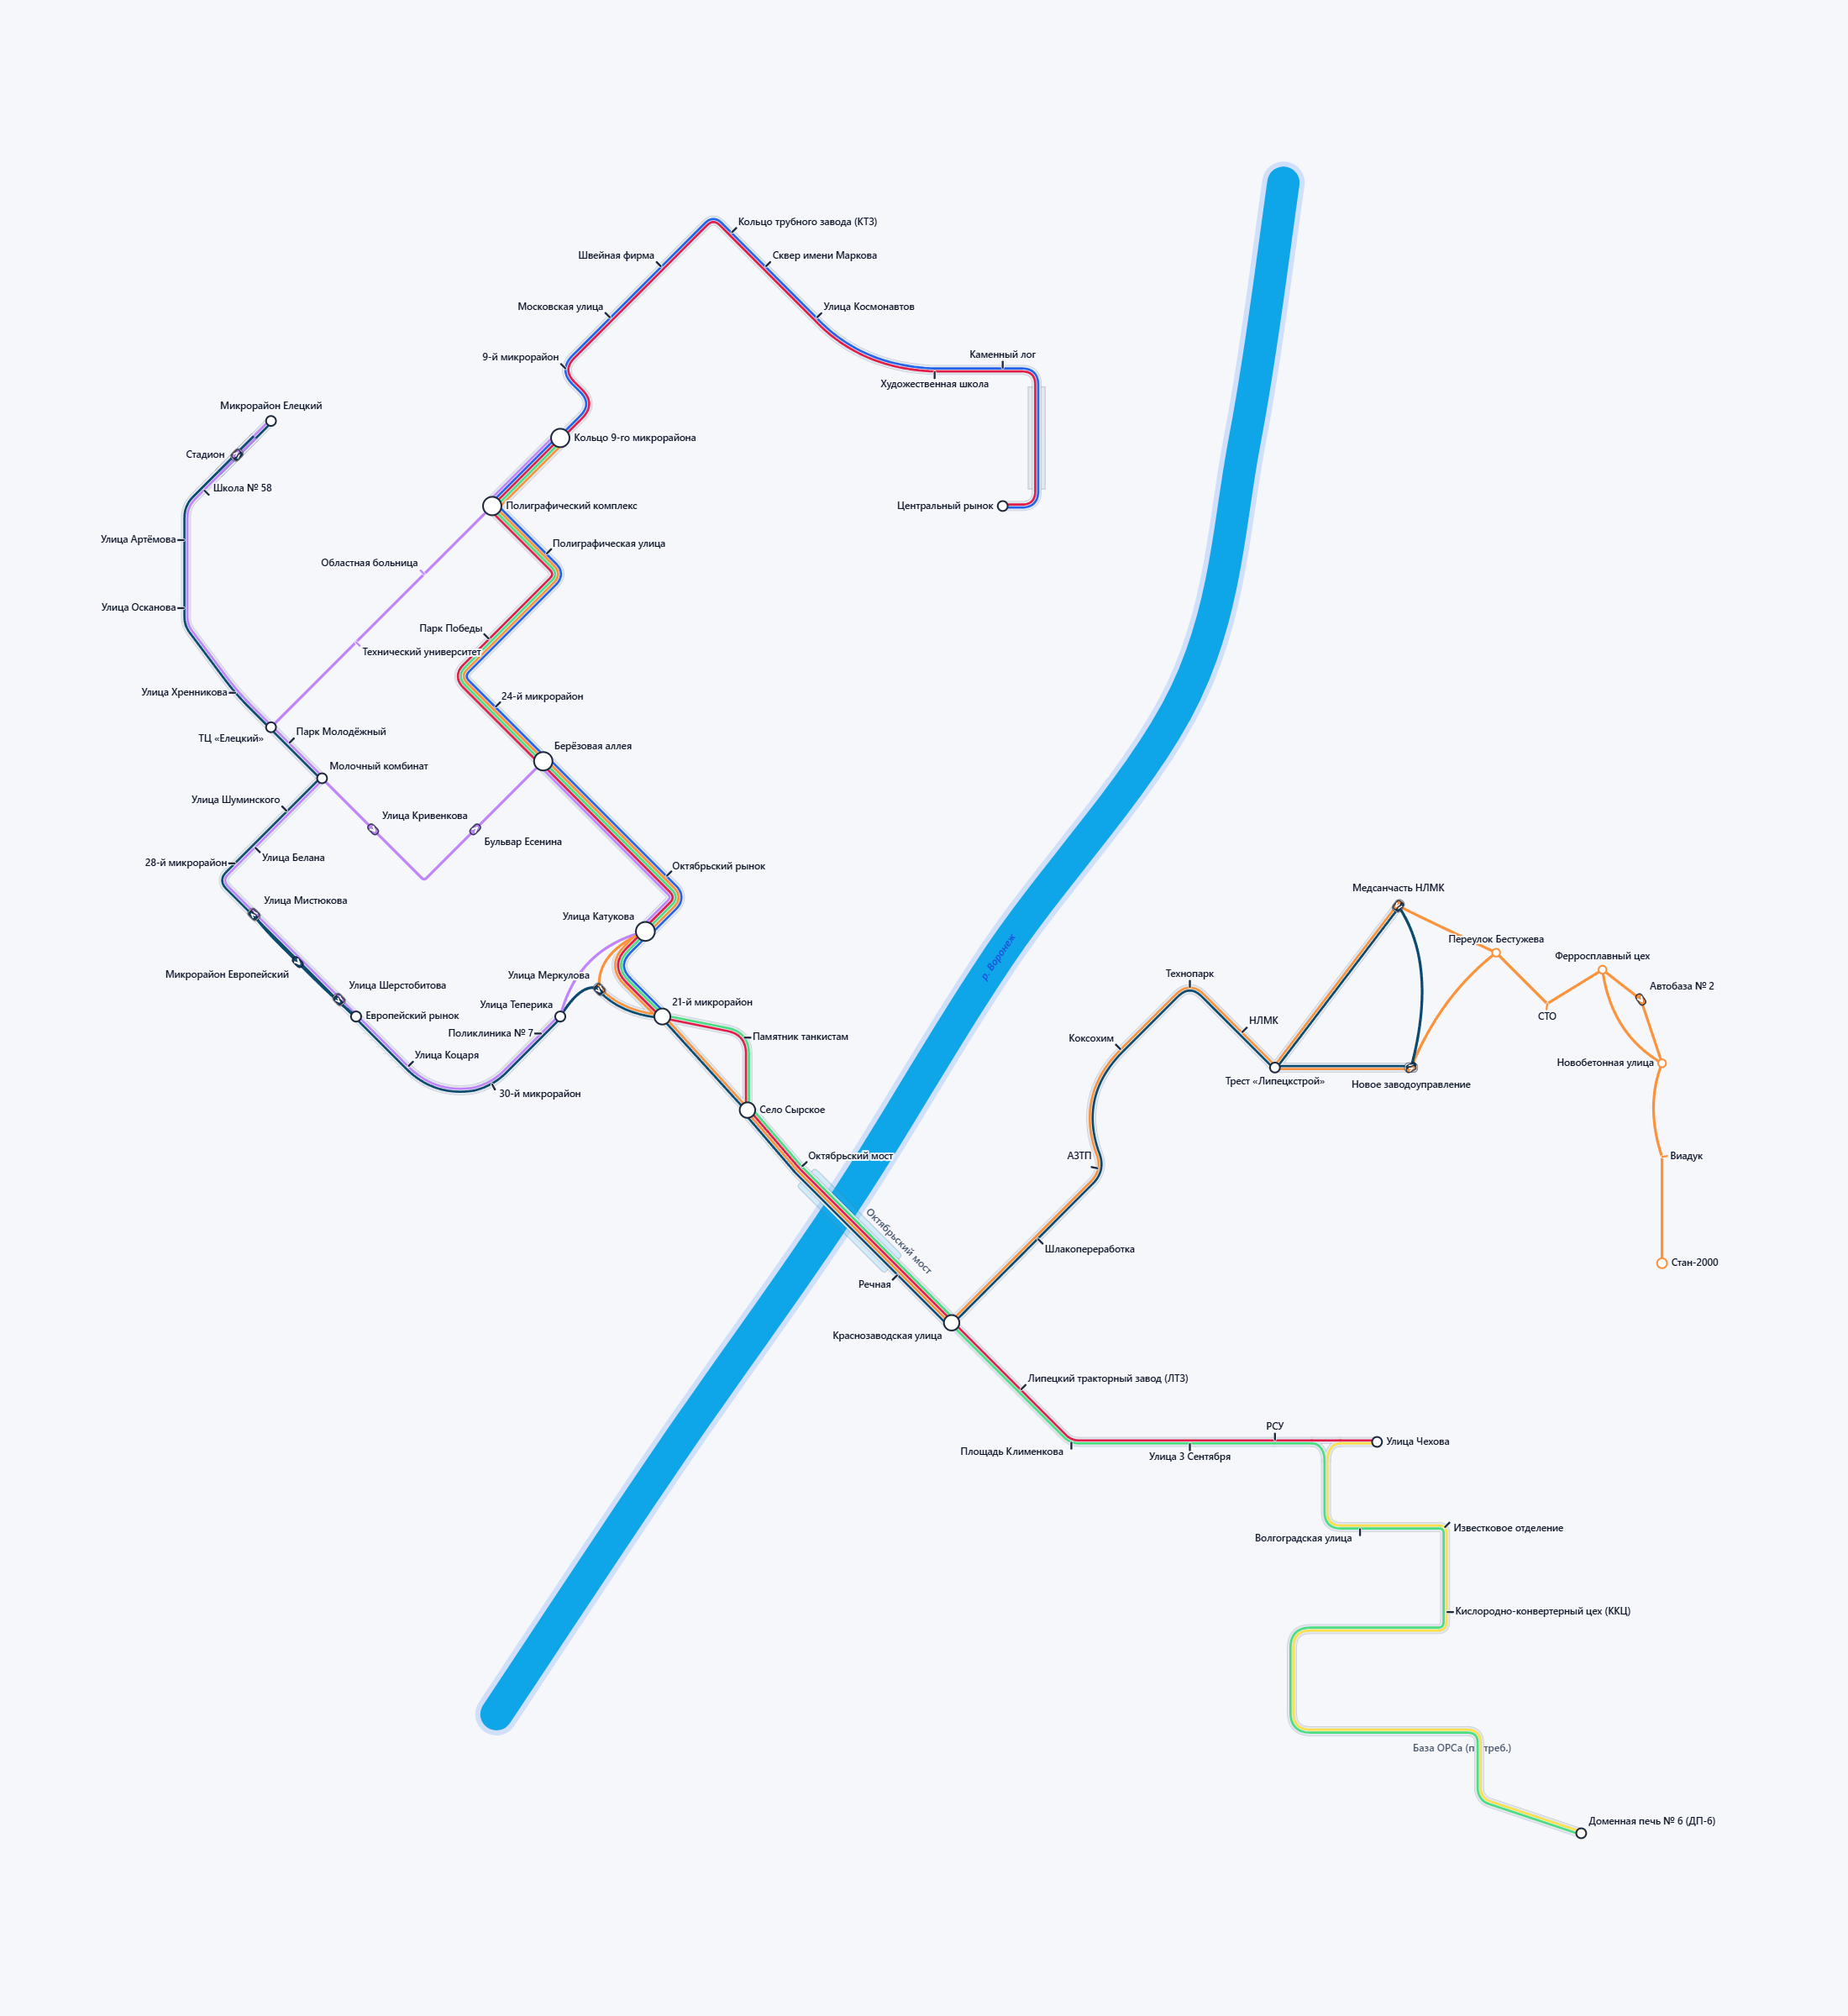 Кольцо трубного завода (КТЗ)
Швейная фирма
Сквер имени Маркова
Московская улица
Улица Космонавтов
9-й микрорайон
Каменный лог
Художественная школа
Микрорайон Елецкий
Кольцо 9-го микрорайона
Стадион
Школа № 58
Полиграфический комплекс
Центральный рынок
Улица Артёмова
Полиграфическая улица
Областная больница
Улица Осканова
Парк Победы
Технический университет
Улица Хренникова
24-й микрорайон
ТЦ «Елецкий»
Парк Молодёжный
Берёзовая аллея
Молочный комбинат
Улица Шуминского
Улица Кривенкова
Бульвар Есенина
28-й микрорайон
Улица Белана
Октябрьский рынок
Медсанчасть НЛМК
Улица Мистюкова
Улица Катукова
Переулок Бестужева
р. Воронеж
Ферросплавный цех
Микрорайон Европейский
Улица Меркулова
Технопарк
Улица Шерстобитова
Автобаза № 2
Улица Теперика
21-й микрорайон
Европейский рынок
СТО
НЛМК
Поликлиника № 7
Памятник танкистам
Коксохим
Улица Коцаря
Новобетонная улица
30-й микрорайон
Трест «Липецкстрой»
Новое заводоуправление
Село Сырское
Октябрьский мост
АЗТП
Виадук
Октябрьский мост
Шлакопереработка
Стан-2000
Речная
Краснозаводская улица
Липецкий тракторный завод (ЛТЗ)
РСУ
Улица Чехова
Площадь Клименкова
Улица 3 Сентября
Известковое отделение
Волгоградская улица
Кислородно-конвертерный цех (ККЦ)
База ОРСа (по треб.)
Доменная печь № 6 (ДП-6)